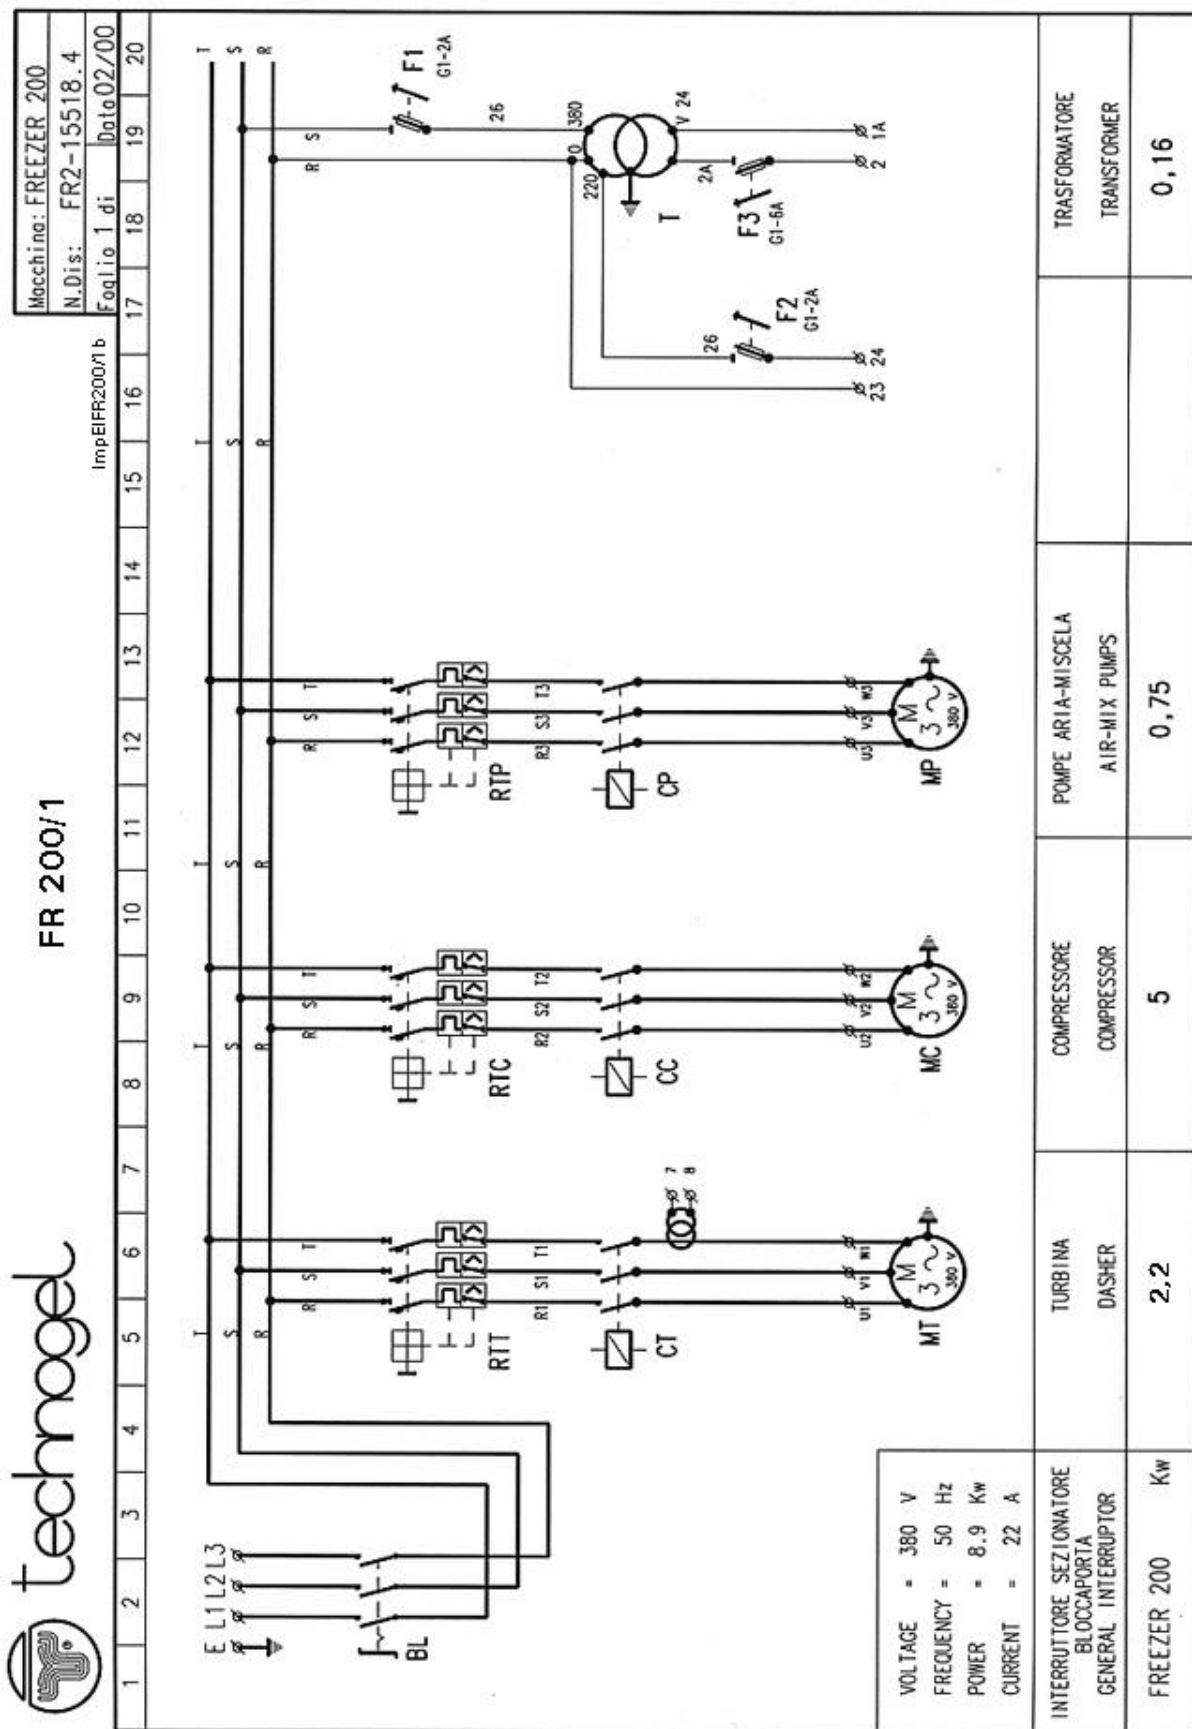 technogel
FR 200/1
Macchina: FREEZER 200
N.Dis: FR2-15518.4
Foglio 1 di
Data 02/00
ImpElFR200/1b
1 2 3 4 5 6 7 8 9 10 11 12 13 14 15 16 17 18 19 20
E L1 L2 L3
BL
T T T T T T
S S S S S S
R R R R R R
R S T
RTT
R1 S1 T1
CT
7
8
U1 V1 W1
M
3~
380 V
MT
R S T
RTC
R2 S2 T2
CC
U2 V2 W2
M
3~
380 V
MC
R S T
RTP
R3 S3 T3
CP
U3 V3 W3
M
3~
380 V
MP
R S
F1
G1-2A
26
220 0 380
T
2A V 24
26
F2
G1-2A
F3
G1-6A
23 24 2 1A
VOLTAGE = 380 V
FREQUENCY = 50 Hz
POWER = 8.9 Kw
CURRENT = 22 A
INTERRUTTORE SEZIONATORE
BLOCCAPORTA
GENERAL INTERRUPTOR
TURBINA
DASHER
COMPRESSORE
COMPRESSOR
POMPE ARIA-MISCELA
AIR-MIX PUMPS
TRASFORMATORE
TRANSFORMER
FREEZER 200 Kw
2,2
5
0,75
0,16